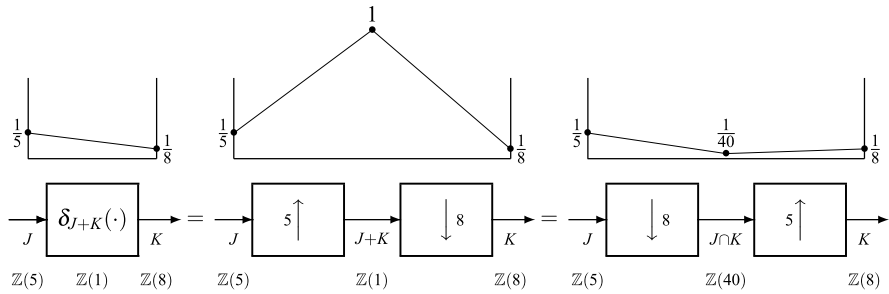 1
1/5 1/8 1/5 1/8 1/5 1/40 1/8
δ_{J+K}(·) = 5↑ ↓8 = ↓8 5↑
J K J J+K K J J∩K K
ℤ(5) ℤ(1) ℤ(8) ℤ(5) ℤ(1) ℤ(8) ℤ(5) ℤ(40) ℤ(8)